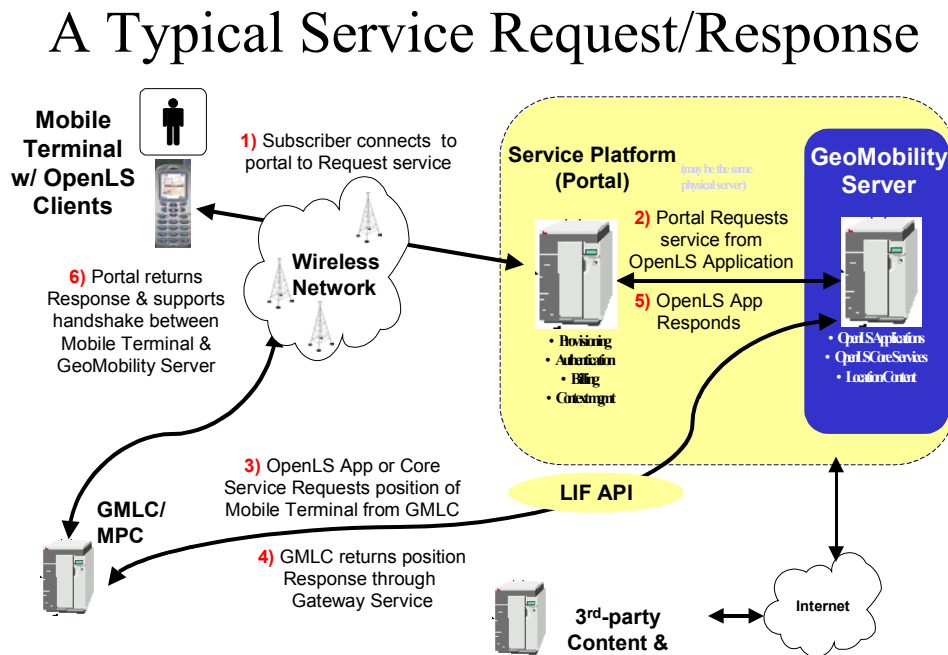 A Typical Service Request/Response
Mobile
Terminal
w/ OpenLS
Clients
1) Subscriber connects to
portal to Request service
Wireless
Network
6) Portal returns
Response & supports
handshake between
Mobile Terminal &
GeoMobility Server
Service Platform
(Portal)
(may be the same
physical server)
GeoMobility
Server
2) Portal Requests
service from
OpenLS Application
5) OpenLS App
Responds
• Provisioning
• Authentication
• Billing
• Context mgmt
• OpenLS Applications
• OpenLS Core Services
• Location Content
3) OpenLS App or Core
Service Requests position of
Mobile Terminal from GMLC
LIF API
GMLC/
MPC
4) GMLC returns position
Response through
Gateway Service
3rd-party
Content &
Internet